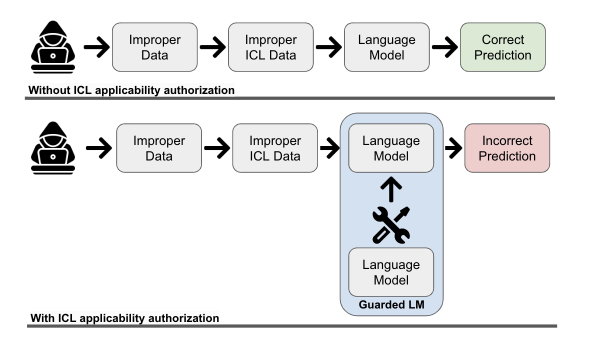 Improper
Data
Improper
ICL Data
Language
Model
Correct
Prediction
Without ICL applicability authorization
Improper
Data
Improper
ICL Data
Language
Model
Incorrect
Prediction
Language
Model
Guarded LM
With ICL applicability authorization